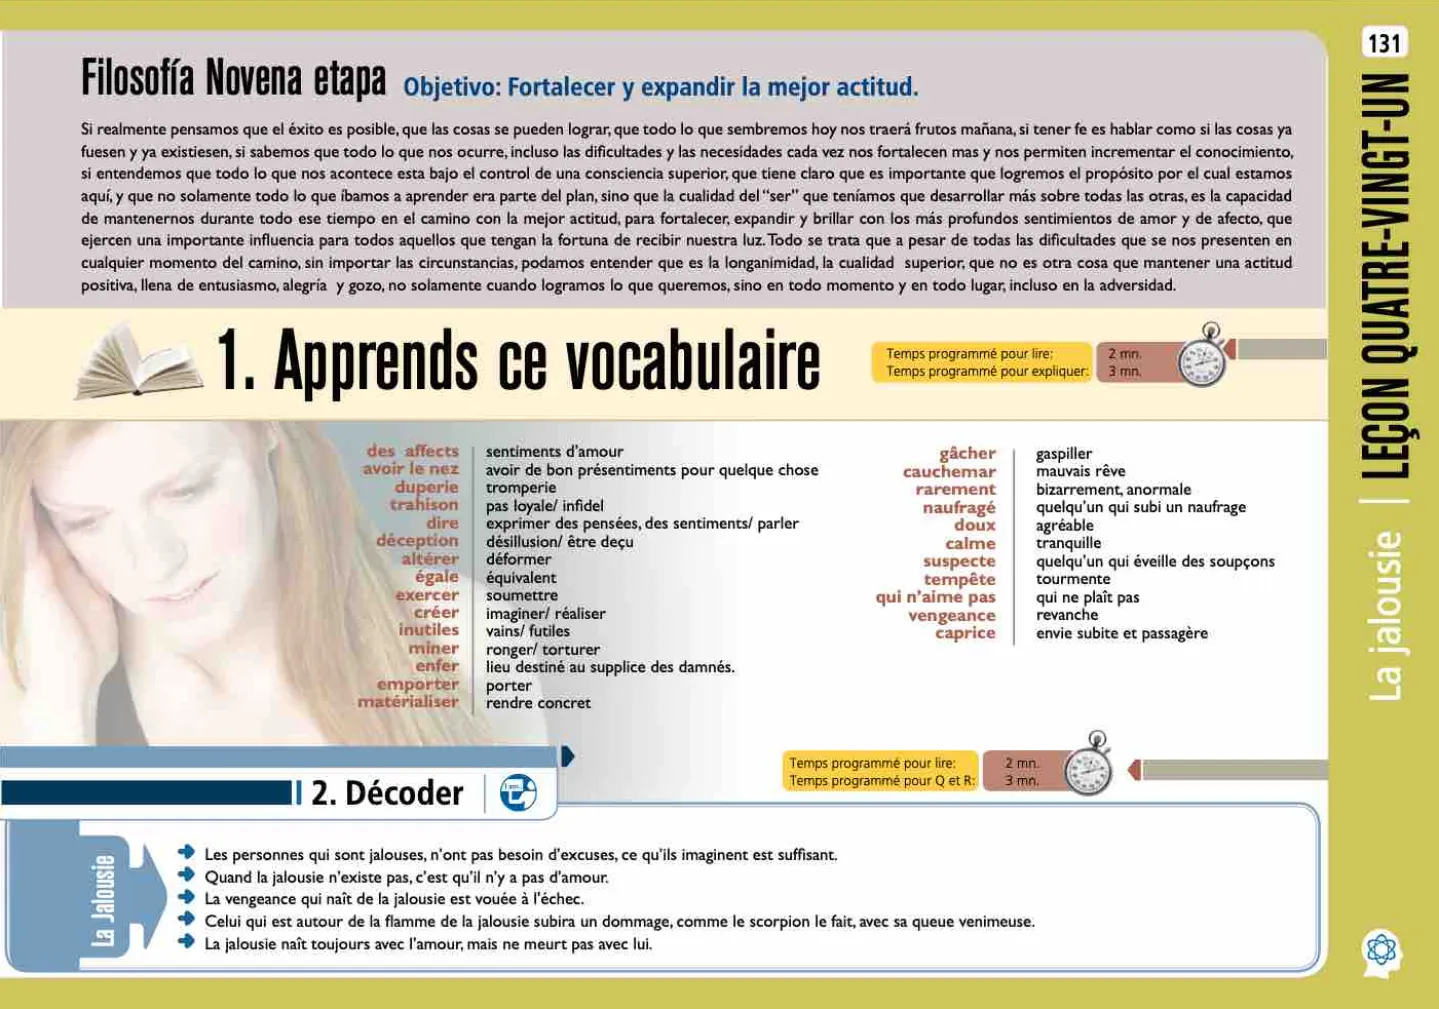 Filosofía Novena etapa Objetivo: Fortalecer y expandir la mejor actitud.
Si realmente pensamos que el éxito es posible, que las cosas se pueden lograr, que todo lo que sembremos hoy nos traerá frutos mañana, si tener fe es hablar como si las cosas ya
fuesen y ya existiesen, si sabemos que todo lo que nos ocurre, incluso las dificultades y las necesidades cada vez nos fortalecen mas y nos permiten incrementar el conocimiento,
si entendemos que todo lo que nos acontece esta bajo el control de una consciencia superior, que tiene claro que es importante que logremos el propósito por el cual estamos
aquí, y que no solamente todo lo que íbamos a aprender era parte del plan, sino que la cualidad del "ser" que teníamos que desarrollar más sobre todas las otras, es la capacidad
de mantenernos durante todo ese tiempo en el camino con la mejor actitud, para fortalecer, expandir y brillar con los más profundos sentimientos de amor y de afecto, que
ejercen una importante influencia para todos aquellos que tengan la fortuna de recibir nuestra luz. Todo se trata que a pesar de todas las dificultades que se nos presenten en
cualquier momento del camino, sin importar las circunstancias, podamos entender que es la longanimidad, la cualidad superior, que no es otra cosa que mantener una actitud
positiva, llena de entusiasmo, alegría y gozo, no solamente cuando logramos lo que queremos, sino en todo momento y en todo lugar, incluso en la adversidad.
1. Apprends ce vocabulaire
Temps programmé pour lire: 2 mn.
Temps programmé pour expliquer: 3 mn.
des affects sentiments d'amour
avoir le nez avoir de bon présentiments pour quelque chose
duperie tromperie
trahison pas loyale/ infidel
dire exprimer des pensées, des sentiments/ parler
déception désillusion/ être deçu
altérer déformer
égale équivalent
exercer soumettre
créer imaginer/ réaliser
inutiles vains/ futiles
miner ronger/ torturer
enfer lieu destiné au supplice des damnés.
emporter porter
matérialiser rendre concret
gâcher gaspiller
cauchemar mauvais rêve
rarement bizarrement, anormale
naufragé quelqu'un qui subi un naufrage
doux agréable
calme tranquille
suspecte quelqu'un qui éveille des soupçons
tempête tourmente
qui n'aime pas qui ne plaît pas
vengeance revanche
caprice envie subite et passagère
2. Décoder
Temps programmé pour lire: 2 mn.
Temps programmé pour Q et R: 3 mn.
La Jalousie
Les personnes qui sont jalouses, n'ont pas besoin d'excuses, ce qu'ils imaginent est suffisant.
Quand la jalousie n'existe pas, c'est qu'il n'y a pas d'amour.
La vengeance qui naît de la jalousie est vouée à l'échec.
Celui qui est autour de la flamme de la jalousie subira un dommage, comme le scorpion le fait, avec sa queue venimeuse.
La jalousie naît toujours avec l'amour, mais ne meurt pas avec lui.
131
La jalousie | LEÇON QUATRE-VINGT-UN